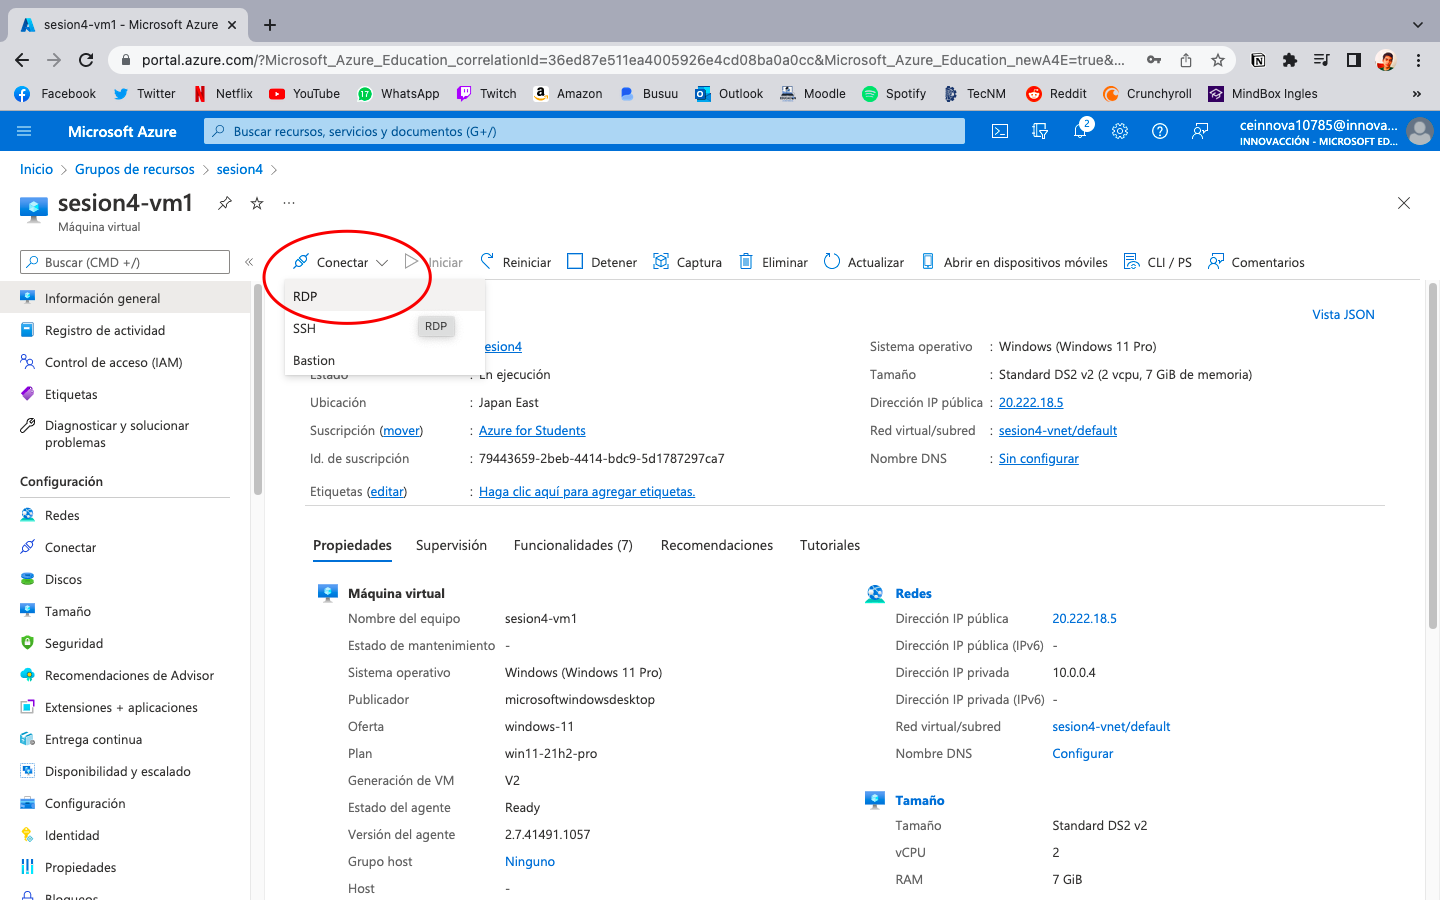 sesion4-vm1 - Microsoft Azure
portal.azure.com/?Microsoft_Azure_Education_correlationId=36ed87e511ea4005926e4cd08ba0a0cc&Microsoft_Azure_Education_newA4E=true&...
Facebook Twitter Netflix YouTube WhatsApp Twitch Amazon Busuu Outlook Moodle Spotify TecNM Reddit Crunchyroll MindBox Ingles »
Microsoft Azure
Buscar recursos, servicios y documentos (G+/)
2
ceinnova10785@innova...
INNOVACCIÓN - MICROSOFT ED...
Inicio > Grupos de recursos > sesion4 >
sesion4-vm1
Máquina virtual
Buscar (CMD +/)
Conectar Iniciar Reiniciar Detener Captura Eliminar Actualizar Abrir en dispositivos móviles CLI / PS Comentarios
RDP
SSH
Bastion
RDP
Información general
Registro de actividad
Control de acceso (IAM)
Etiquetas
Diagnosticar y solucionar
problemas
Configuración
Redes
Conectar
Discos
Tamaño
Seguridad
Recomendaciones de Advisor
Extensiones + aplicaciones
Entrega continua
Disponibilidad y escalado
Configuración
Identidad
Propiedades
Bloqueos
Vista JSON
esion4
Estado : En ejecución
Ubicación : Japan East
Suscripción (mover) : Azure for Students
Id. de suscripción : 79443659-2beb-4414-bdc9-5d1787297ca7
Etiquetas (editar) : Haga clic aquí para agregar etiquetas.
Sistema operativo : Windows (Windows 11 Pro)
Tamaño : Standard DS2 v2 (2 vcpu, 7 GiB de memoria)
Dirección IP pública : 20.222.18.5
Red virtual/subred : sesion4-vnet/default
Nombre DNS : Sin configurar
Propiedades Supervisión Funcionalidades (7) Recomendaciones Tutoriales
Máquina virtual
Nombre del equipo sesion4-vm1
Estado de mantenimiento -
Sistema operativo Windows (Windows 11 Pro)
Publicador microsoftwindowsdesktop
Oferta windows-11
Plan win11-21h2-pro
Generación de VM V2
Estado del agente Ready
Versión del agente 2.7.41491.1057
Grupo host Ninguno
Host -
Redes
Dirección IP pública 20.222.18.5
Dirección IP pública (IPv6) -
Dirección IP privada 10.0.0.4
Dirección IP privada (IPv6) -
Red virtual/subred sesion4-vnet/default
Nombre DNS Configurar
Tamaño
Tamaño Standard DS2 v2
vCPU 2
RAM 7 GiB